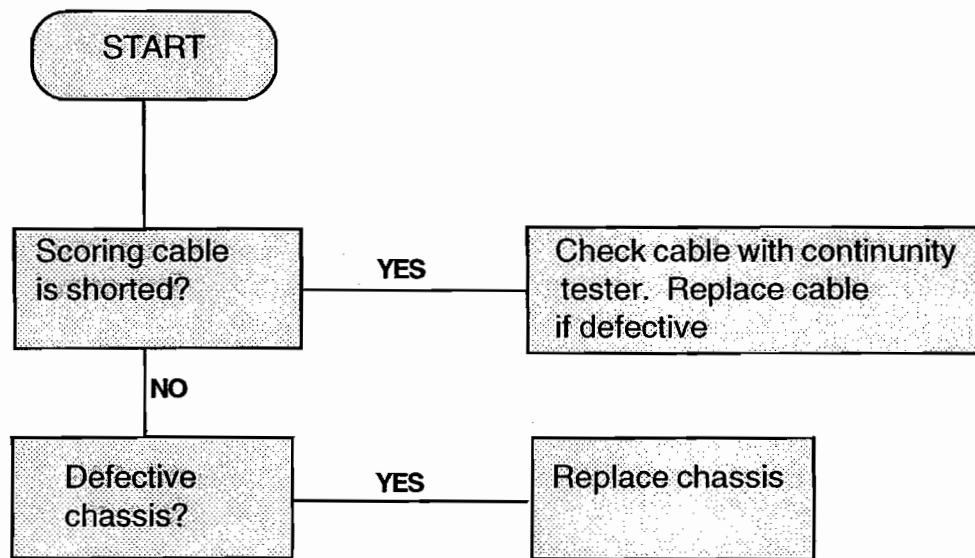 START
Scoring cable
is shorted?
YES
Check cable with continunity
tester. Replace cable
if defective
NO
Defective
chassis?
YES
Replace chassis